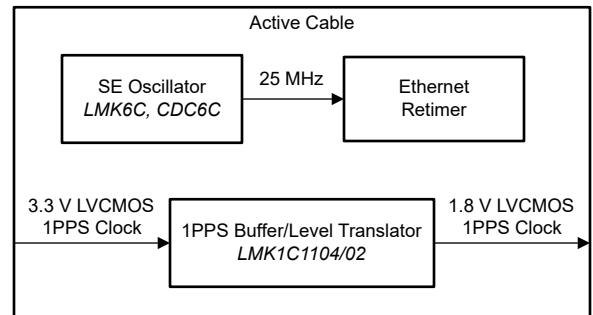 Active Cable
SE Oscillator
LMK6C, CDC6C
25 MHz
Ethernet
Retimer
3.3 V LVCMOS
1PPS Clock
1PPS Buffer/Level Translator
LMK1C1104/02
1.8 V LVCMOS
1PPS Clock